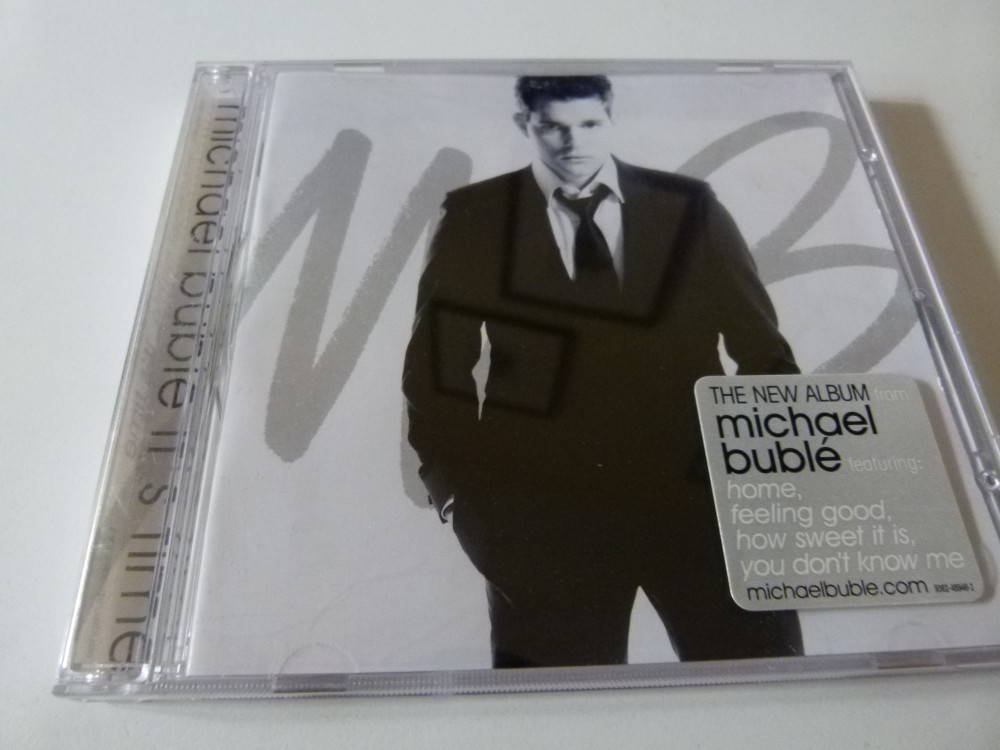 michael bublé it's time
MB
THE NEW ALBUM from
michael
bublé featuring:
home,
feeling good,
how sweet it is,
you don't know me
michaelbuble.com